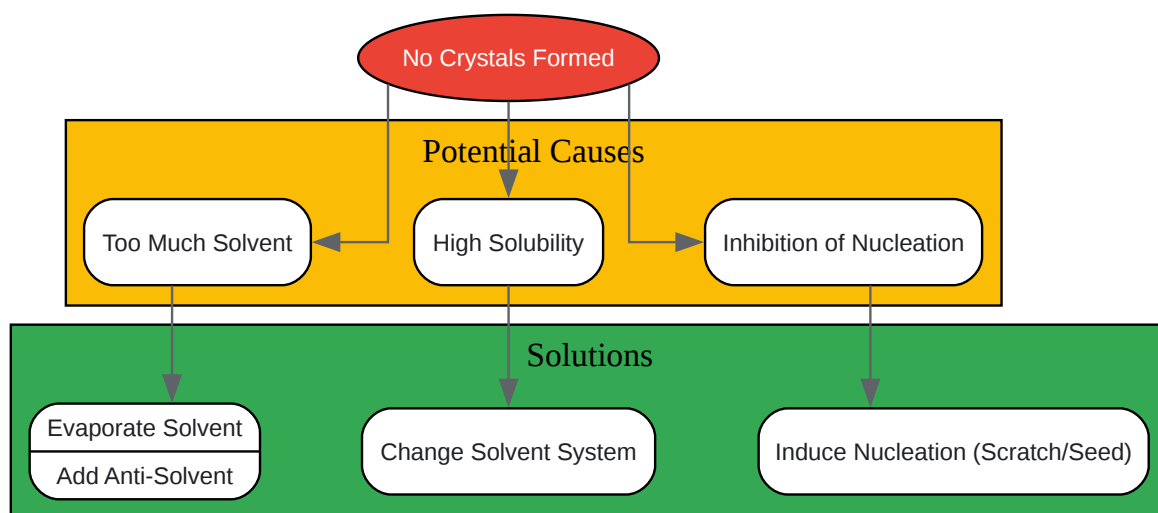 No Crystals Formed
Potential Causes
Too Much Solvent
High Solubility
Inhibition of Nucleation
Solutions
Evaporate Solvent
Add Anti-Solvent
Change Solvent System
Induce Nucleation (Scratch/Seed)